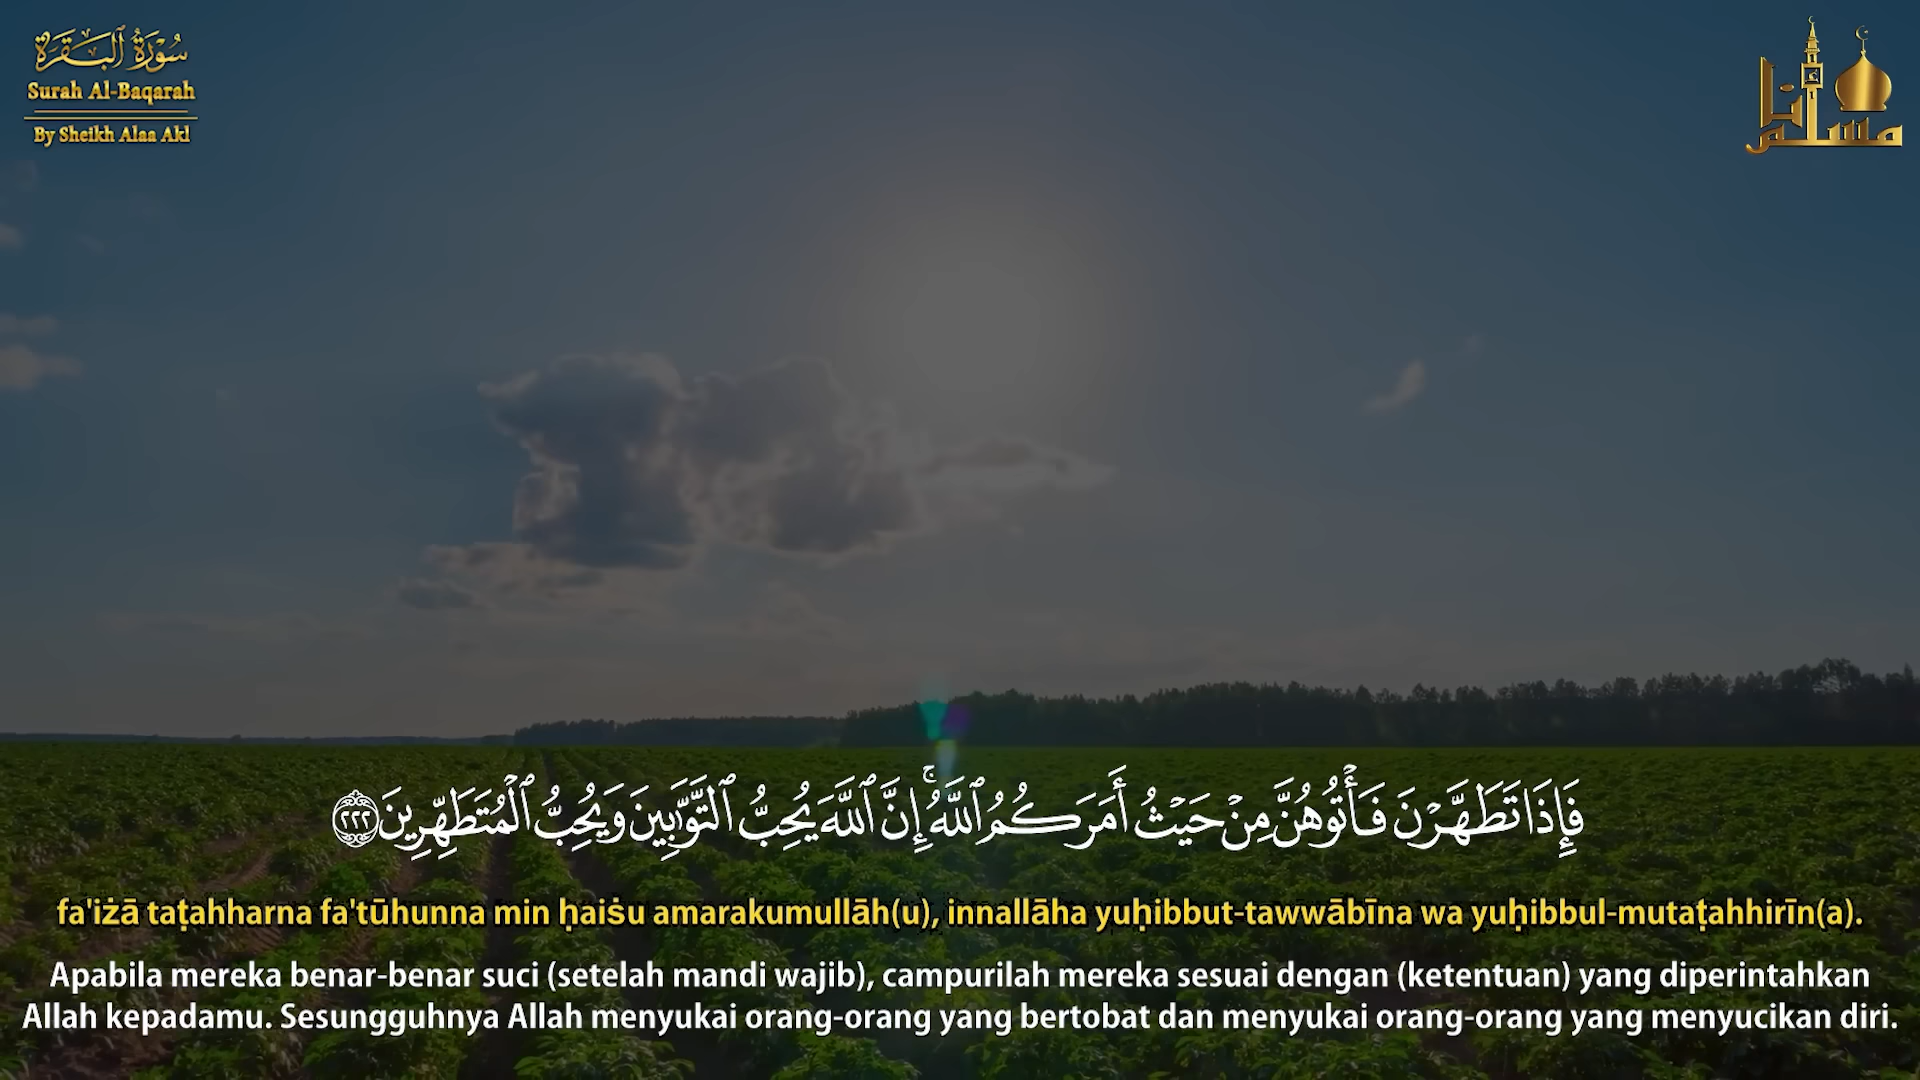 سُورَةُ ٱلْبَقَرَةِ
Surah Al-Baqarah
By Sheikh Alaa Akl
أنا
مسلم
فَإِذَا تَطَهَّرْنَ فَأْتُوهُنَّ مِنْ حَيْثُ أَمَرَكُمُ ٱللَّهُ ۚ إِنَّ ٱللَّهَ يُحِبُّ ٱلتَّوَّٰبِينَ وَيُحِبُّ ٱلْمُتَطَهِّرِينَ ٢٢٢
fa'iżā taṭahharna fa'tūhunna min ḥaiṡu amarakumullāh(u), innallāha yuḥibbut-tawwābīna wa yuḥibbul-mutaṭahhirīn(a).
Apabila mereka benar-benar suci (setelah mandi wajib), campurilah mereka sesuai dengan (ketentuan) yang diperintahkan
Allah kepadamu. Sesungguhnya Allah menyukai orang-orang yang bertobat dan menyukai orang-orang yang menyucikan diri.